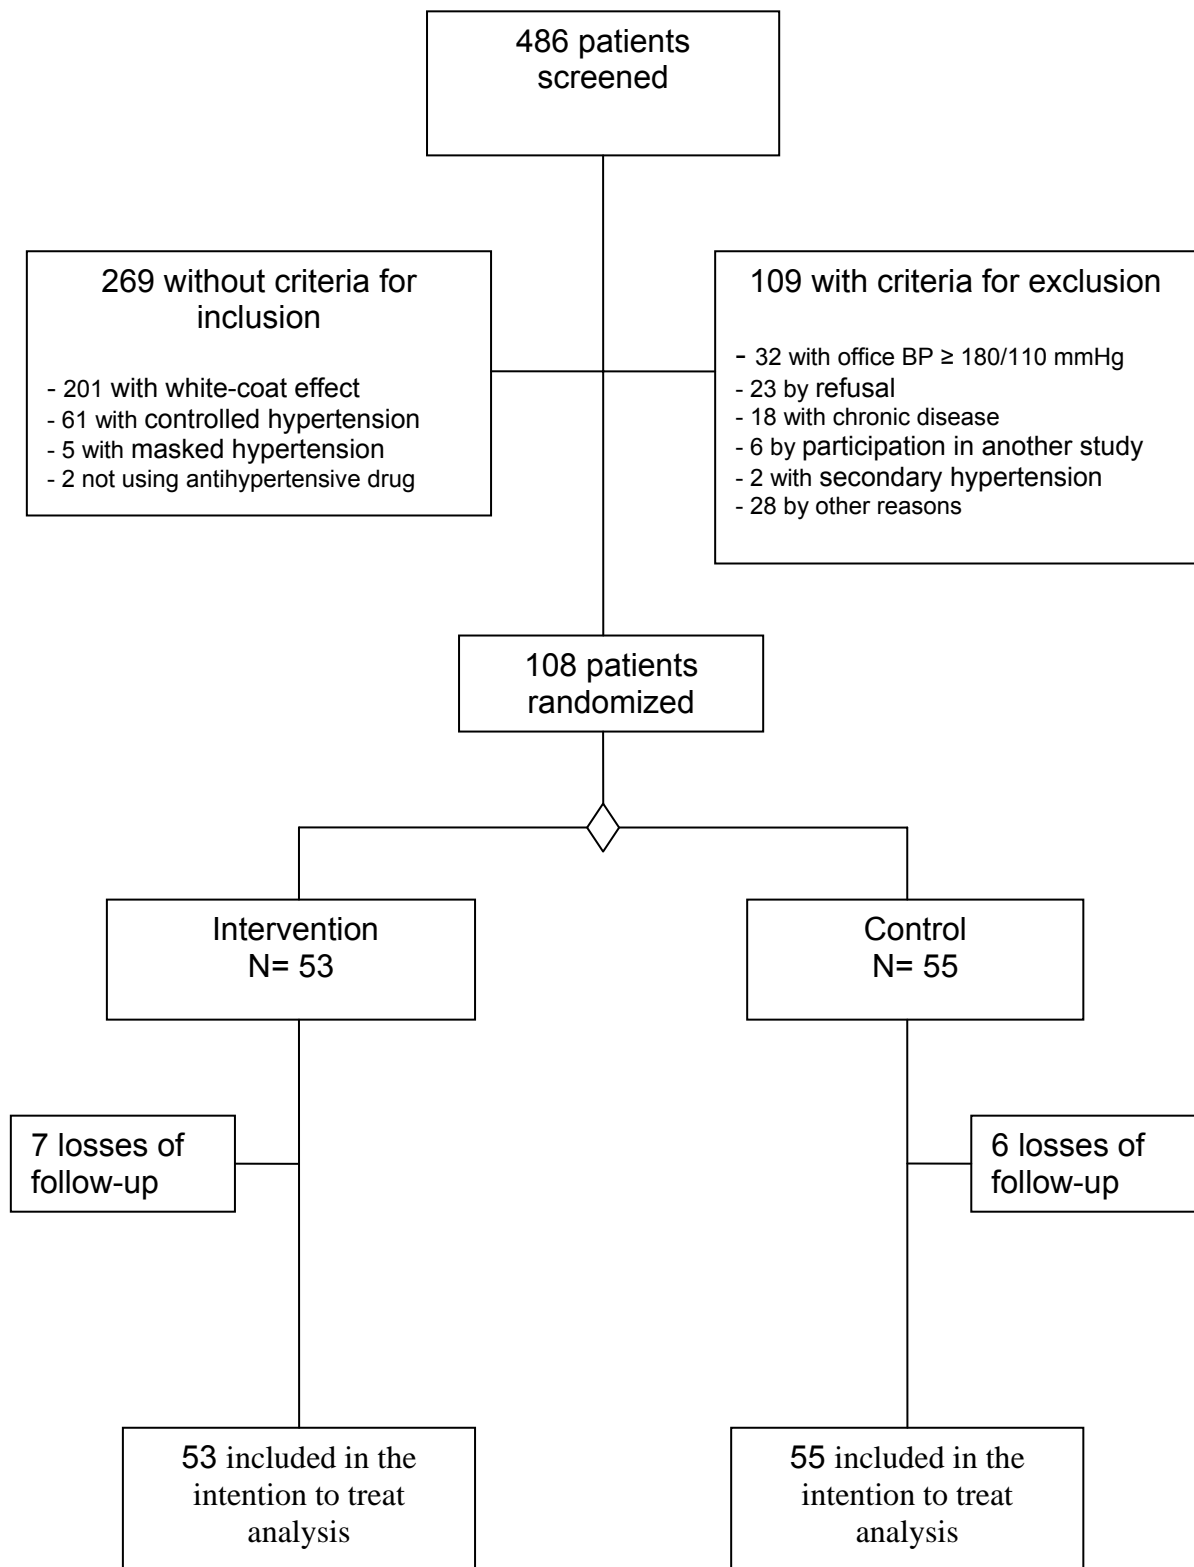 486 patients
screened
269 without criteria for
inclusion
- 201 with white-coat effect
- 61 with controlled hypertension
- 5 with masked hypertension
- 2 not using antihypertensive drug
109 with criteria for exclusion
- 32 with office BP ≥ 180/110 mmHg
- 23 by refusal
- 18 with chronic disease
- 6 by participation in another study
- 2 with secondary hypertension
- 28 by other reasons
108 patients
randomized
Intervention
N= 53
Control
N= 55
7 losses of
follow-up
6 losses of
follow-up
53 included in the
intention to treat
analysis
55 included in the
intention to treat
analysis